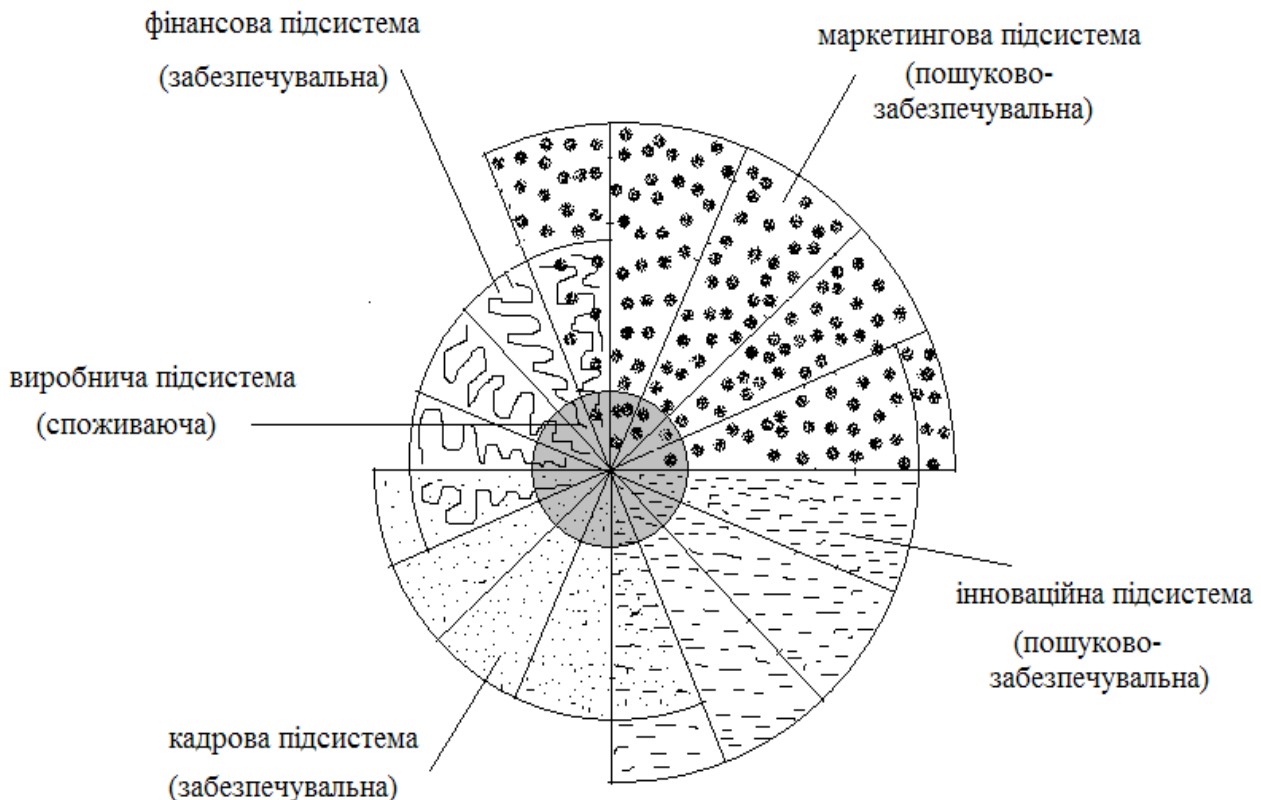 фінансова підсистема
(забезпечувальна)
маркетингова підсистема
(пошуково-
забезпечувальна)
виробнича підсистема
(споживаюча)
інноваційна підсистема
(пошуково-
забезпечувальна)
кадрова підсистема
(забезпечувальна)